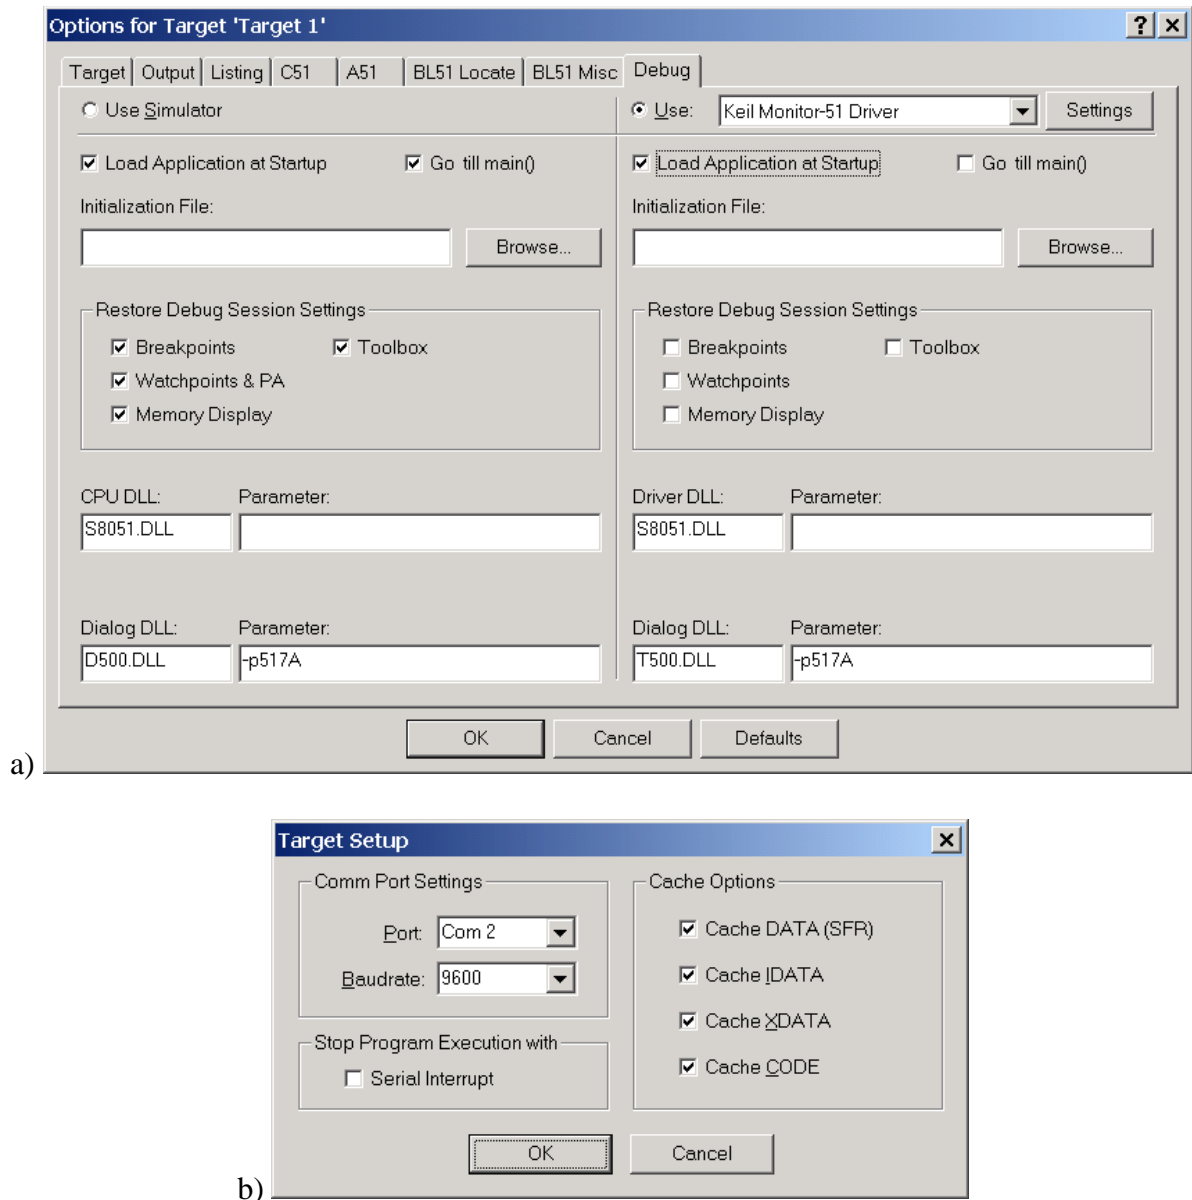 Options for Target 'Target 1'
Target Output Listing C51 A51 BL51 Locate BL51 Misc Debug
Use Simulator Use: Keil Monitor-51 Driver Settings
Load Application at Startup Go till main() Load Application at Startup Go till main()
Initialization File: Initialization File:
Browse... Browse...
Restore Debug Session Settings Restore Debug Session Settings
Breakpoints Toolbox Breakpoints Toolbox
Watchpoints & PA Watchpoints
Memory Display Memory Display
CPU DLL: Parameter: Driver DLL: Parameter:
S8051.DLL S8051.DLL
Dialog DLL: Parameter: Dialog DLL: Parameter:
D500.DLL -p517A T500.DLL -p517A
OK Cancel Defaults
a)
Target Setup
Comm Port Settings Cache Options
Port: Com 2 Cache DATA (SFR)
Baudrate: 9600 Cache IDATA
Cache XDATA
Stop Program Execution with
Serial Interrupt Cache CODE
OK Cancel
b)